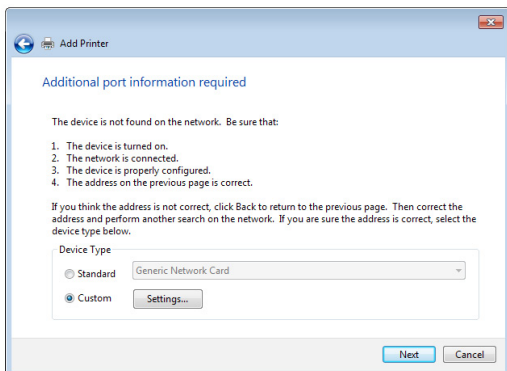 Add Printer
Additional port information required
The device is not found on the network. Be sure that:
1. The device is turned on.
2. The network is connected.
3. The device is properly configured.
4. The address on the previous page is correct.
If you think the address is not correct, click Back to return to the previous page. Then correct the
address and perform another search on the network. If you are sure the address is correct, select the
device type below.
Device Type
Standard
Generic Network Card
Custom
Settings...
Next
Cancel